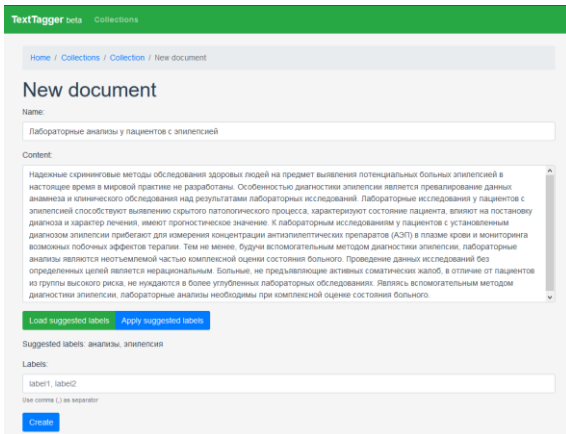 TextTagger beta Collections
Home / Collections / Collection / New document
New document
Name:
Лабораторные анализы у пациентов с эпилепсией
Content:
Надежные скрининговые методы обследования здоровых людей на предмет выявления потенциальных больных эпилепсией в
настоящее время в мировой практике не разработаны. Особенностью диагностики эпилепсии является превалирование данных
анамнеза и клинического обследования над результатами лабораторных исследований. Лабораторные исследования у пациентов с
эпилепсией способствуют выявлению скрытого патологического процесса, характеризуют состояние пациента, влияют на постановку
диагноза и характер лечения, имеют прогностическое значение. К лабораторным исследованиям у пациентов с установленным
диагнозом эпилепсии прибегают для измерения концентрации антиэпилептических препаратов (АЭП) в плазме крови и мониторинга
возможных побочных эффектов терапии. Тем не менее, будучи вспомогательным методом диагностики эпилепсии, лабораторные
анализы являются неотъемлемой частью комплексной оценки состояния больного. Проведение данных исследований без
определенных целей является нерациональным. Больные, не предъявляющие активных соматических жалоб, в отличие от пациентов
из группы высокого риска, не нуждаются в более углубленных лабораторных обследованиях. Являясь вспомогательным методом
диагностики эпилепсии, лабораторные анализы необходимы при комплексной оценке состояния больного.
Load suggested labels Apply suggested labels
Suggested labels: анализы, эпилепсия
Labels:
label1, label2
Use comma (,) as separator
Create